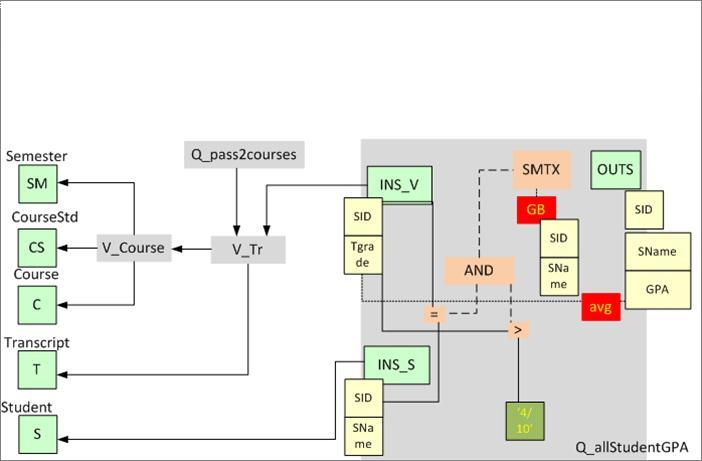 Semester
SM
CourseStd
CS
Course
C
Transcript
T
Student
S
V_Course
Q_pass2courses
V_Tr
INS_V
SID
Tgra
de
INS_S
SID
SNa
me
SMTX
GB
SID
SNa
me
AND
=
>
'4/
10'
OUTS
SID
SName
GPA
avg
Q_allStudentGPA